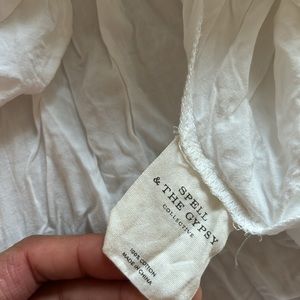 SPELL
& THE GYPSY
COLLECTIVE
100% COTTON
MADE IN CHINA